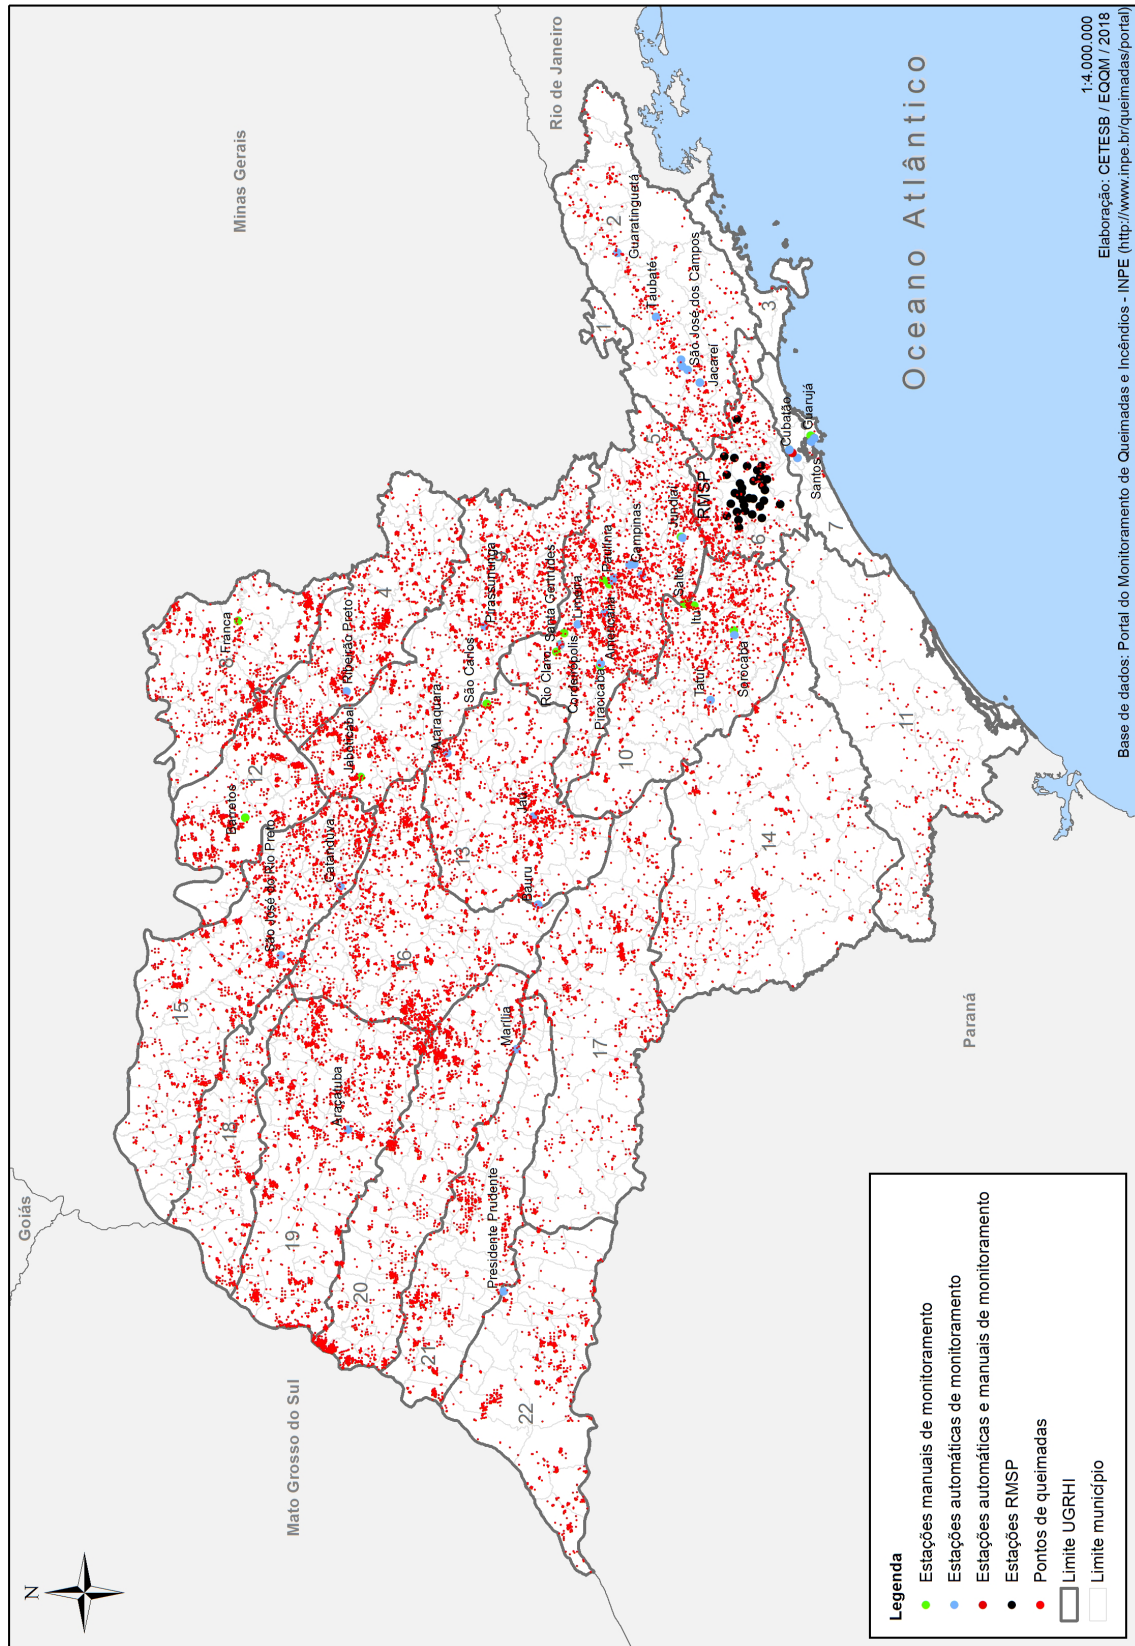 N
Goiás
Minas Gerais
Rio de Janeiro
Mato Grosso do Sul
Paraná
Oceano Atlântico
Franca
8
12
Barretos
São José do Rio Preto
15
18
Ribeirão Preto
4
Jaboticabal
Catanduva
Araçatuba
19
Araraquara
São Carlos
Pirassununga
9
16
13
20
Jaú
Bauru
Marília
Presidente Prudente
21
22
17
Rio Claro
Santa Gertrudes
Cordeirópolis
Limeira
Piracicaba
Americana
Paulínia
Campinas
5
10
Salto
Itu
Jundiaí
RMSP
Tatuí
Sorocaba
6
14
11
7
1
2
Guaratinguetá
Taubaté
São José dos Campos
Jacareí
3
Cubatão
Guarujá
Santos
Legenda
Estações manuais de monitoramento
Estações automáticas de monitoramento
Estações automáticas e manuais de monitoramento
Estações RMSP
Pontos de queimadas
Limite UGRHI
Limite município
1:4.000.000
Elaboração: CETESB / EQQM / 2018
Base de dados: Portal do Monitoramento de Queimadas e Incêndios - INPE (http://www.inpe.br/queimadas/portal)